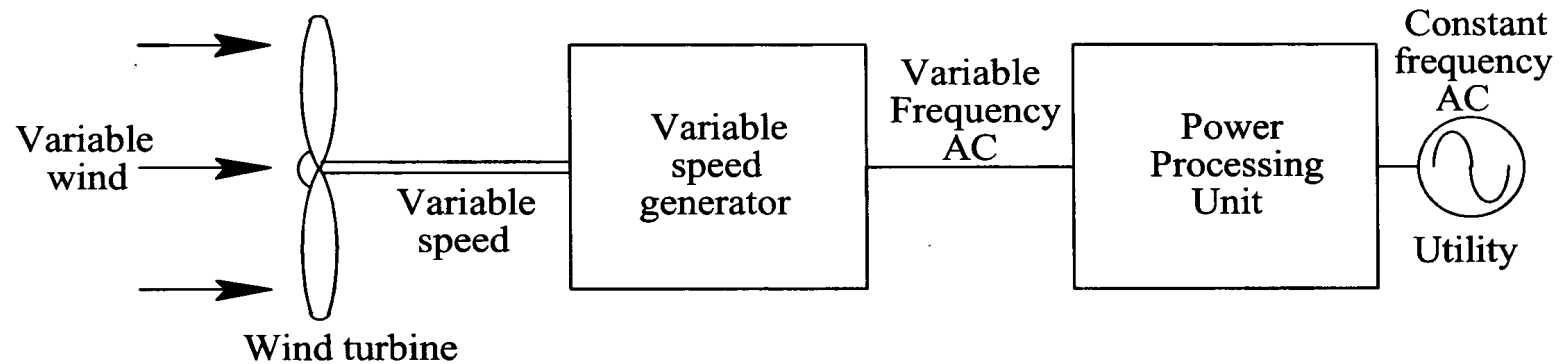 Variable
wind
Wind turbine
Variable
speed
Variable
speed
generator
Variable
Frequency
AC
Power
Processing
Unit
Constant
frequency
AC
Utility